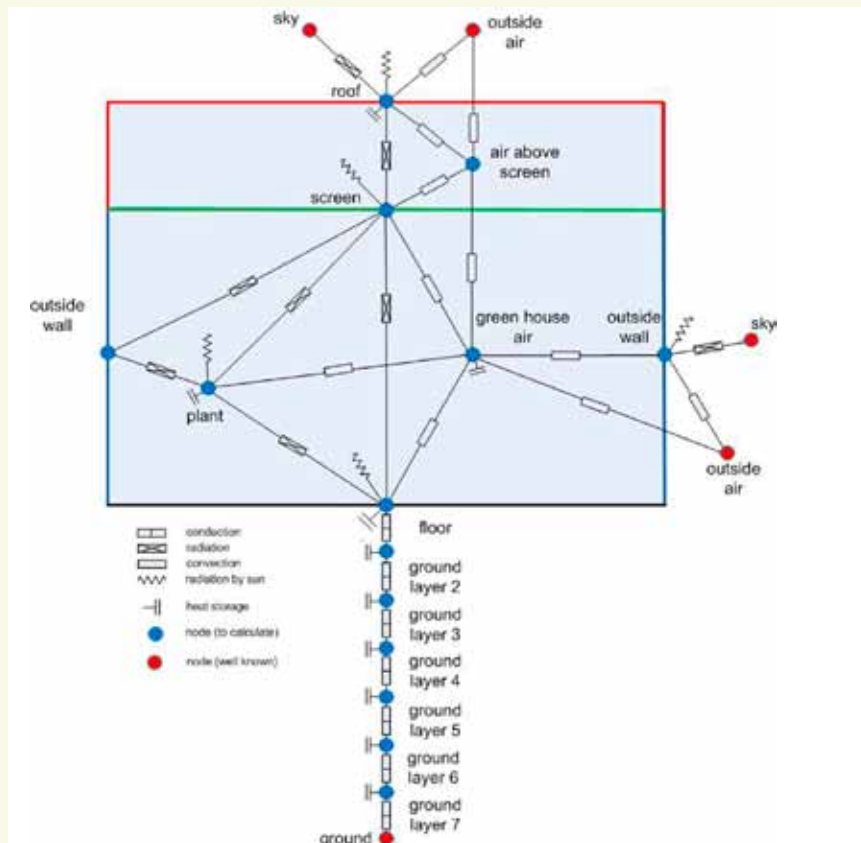 sky
outside
air
roof
air above
screen
screen
outside
wall
green house
air
outside
wall
sky
plant
outside
air
floor
conduction
radiation
convection
radiation by sun
heat storage
node (to calculate)
node (well known)
ground
layer 2
ground
layer 3
ground
layer 4
ground
layer 5
ground
layer 6
ground
layer 7
ground